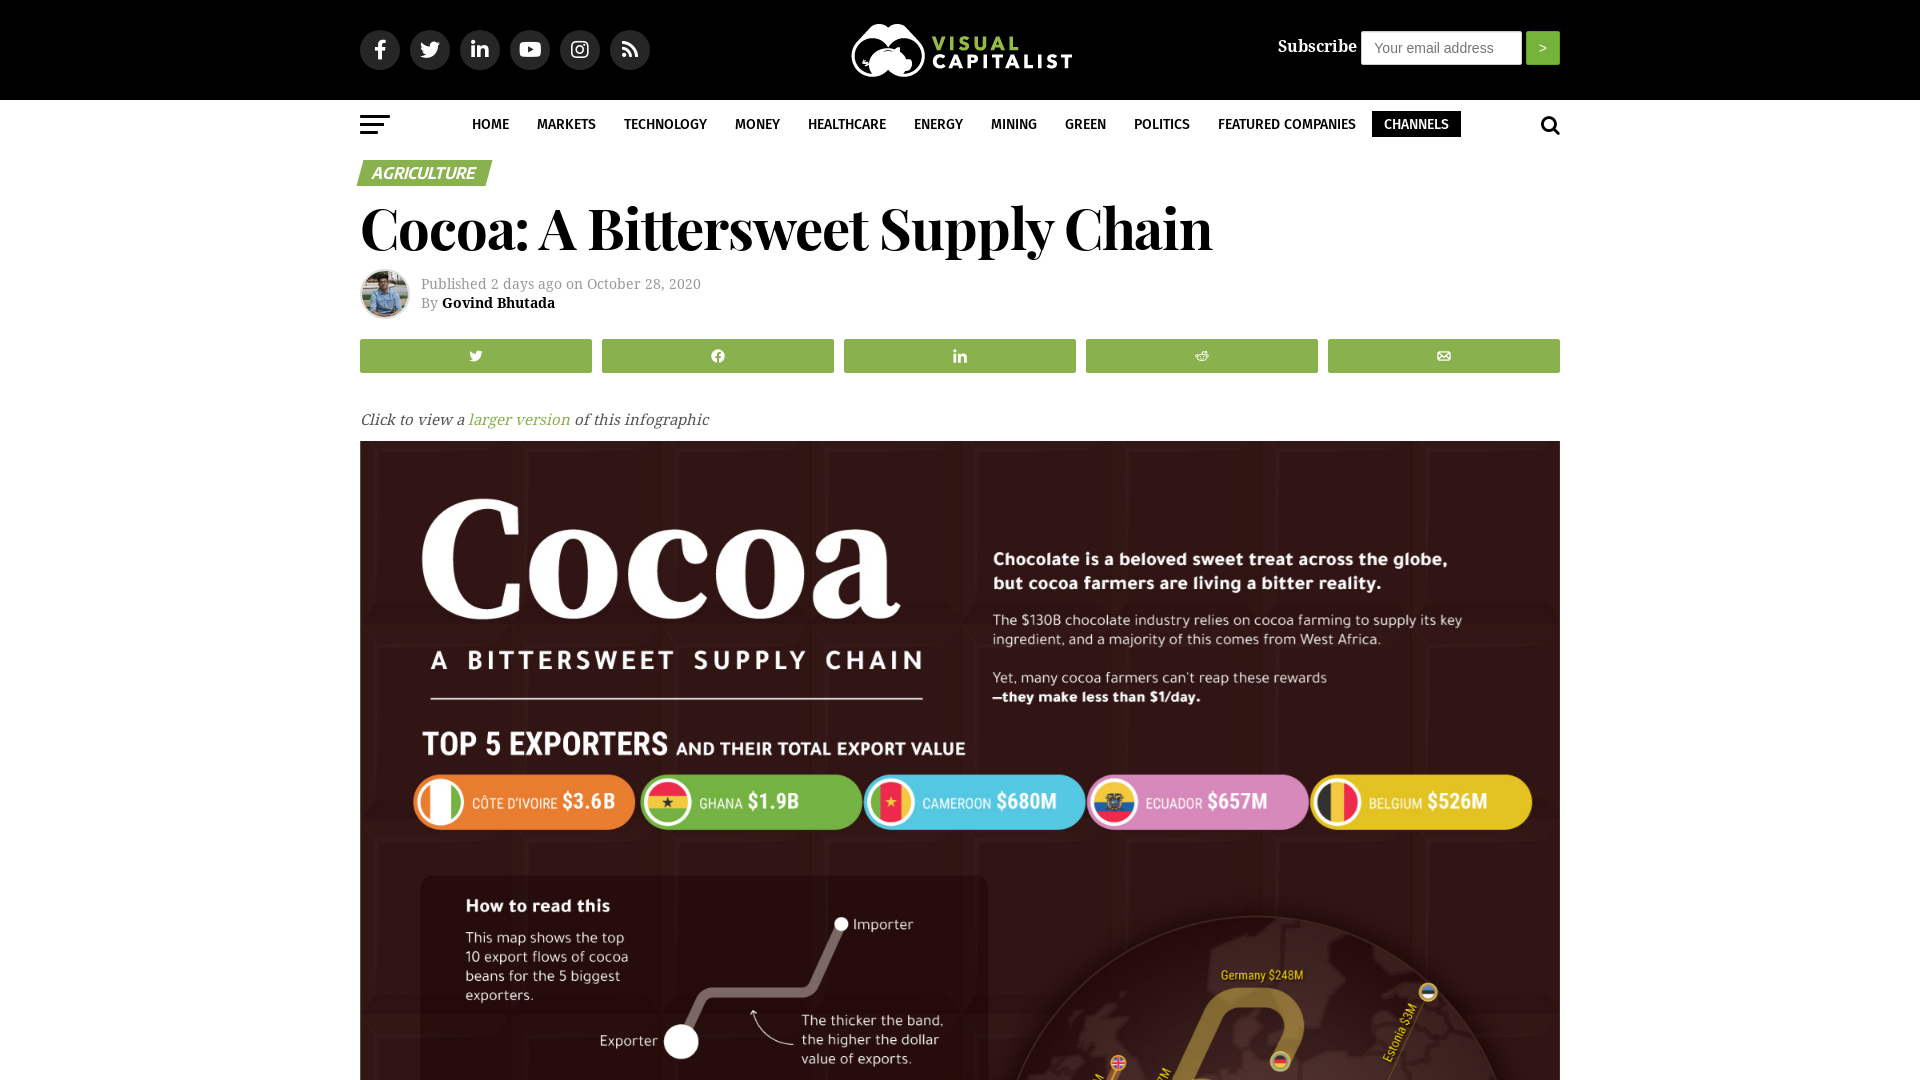 VISUAL
CAPITALIST
Subscribe
Your email address
>
HOME MARKETS TECHNOLOGY MONEY HEALTHCARE ENERGY MINING GREEN POLITICS FEATURED COMPANIES CHANNELS
AGRICULTURE
Cocoa: A Bittersweet Supply Chain
Published 2 days ago on October 28, 2020
By Govind Bhutada
Click to view a larger version of this infographic
Cocoa
A BITTERSWEET SUPPLY CHAIN
Chocolate is a beloved sweet treat across the globe,
but cocoa farmers are living a bitter reality.
The $130B chocolate industry relies on cocoa farming to supply its key
ingredient, and a majority of this comes from West Africa.
Yet, many cocoa farmers can't reap these rewards
—they make less than $1/day.
TOP 5 EXPORTERS AND THEIR TOTAL EXPORT VALUE
CÔTE D'IVOIRE $3.6B
GHANA $1.9B
CAMEROON $680M
ECUADOR $657M
BELGIUM $526M
How to read this
This map shows the top
10 export flows of cocoa
beans for the 5 biggest
exporters.
Importer
Exporter
The thicker the band,
the higher the dollar
value of exports.
Germany $248M
Estonia $3M